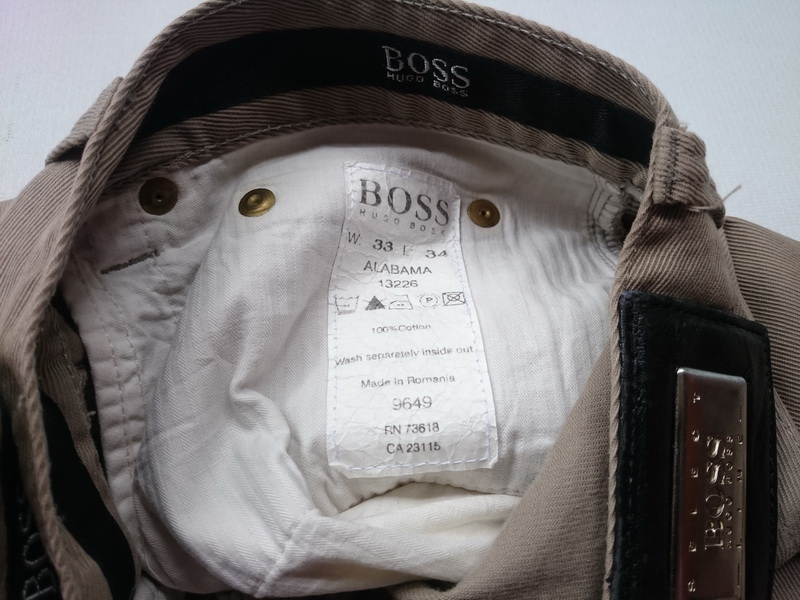 BOSS
HUGO BOSS
BOSS
HUGO BOSS
W. 33 L 34
ALABAMA
13226
P
100%Cotton
Wash separately inside out
Made in Romania
9649
RN 73618
CA 23115
BOSS
BOS